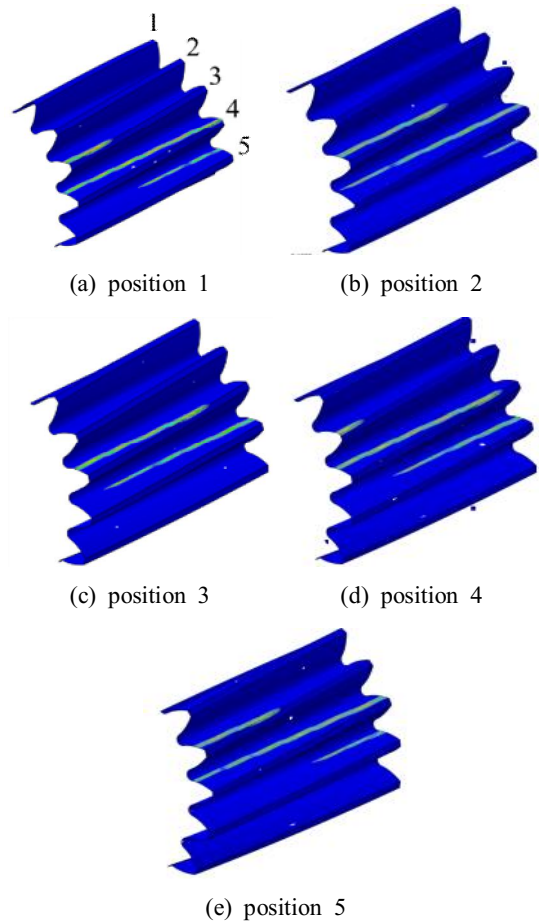 1
2
3
4
5
(a) position 1
(b) position 2
(c) position 3
(d) position 4
(e) position 5